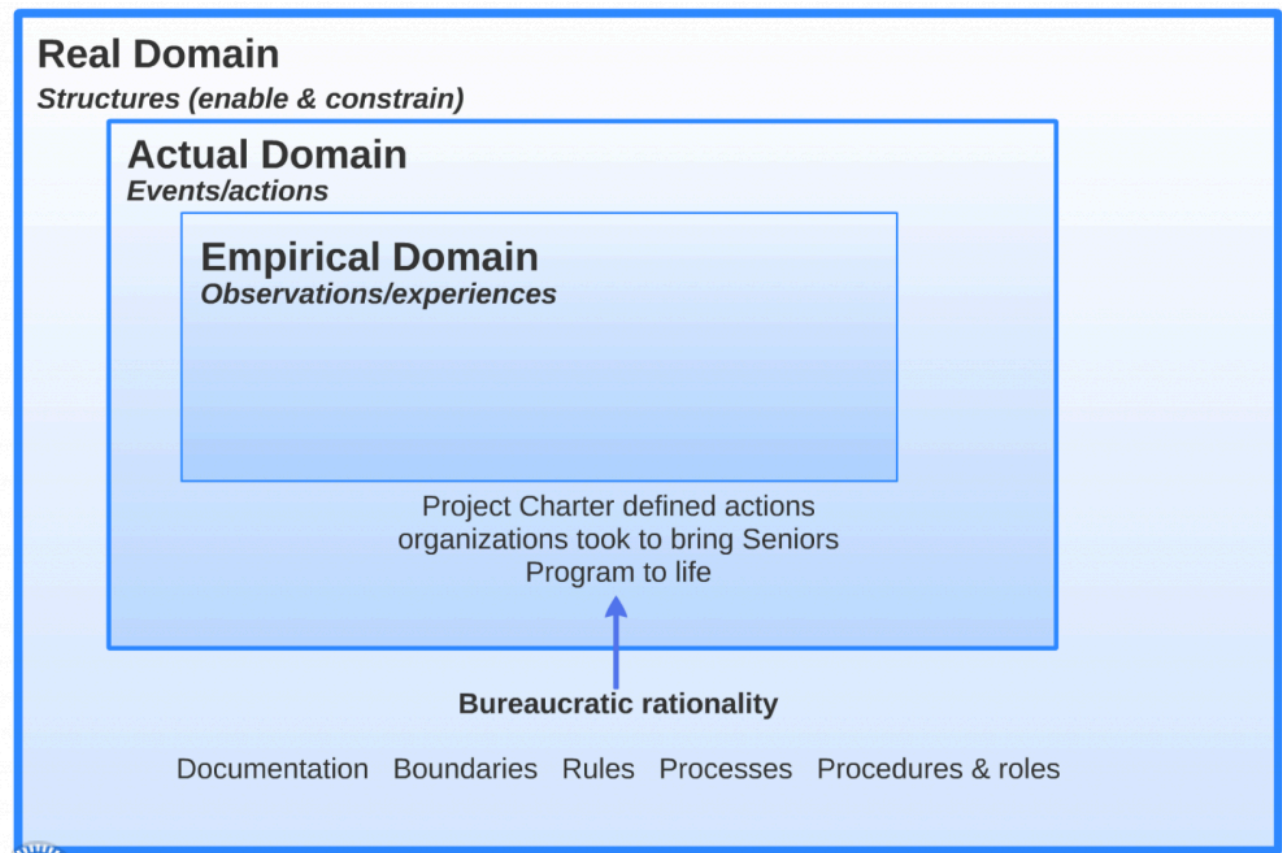 Real Domain
Structures (enable & constrain)
Actual Domain
Events/actions
Empirical Domain
Observations/experiences
Project Charter defined actions
organizations took to bring Seniors
Program to life
Bureaucratic rationality
Documentation Boundaries Rules Processes Procedures & roles